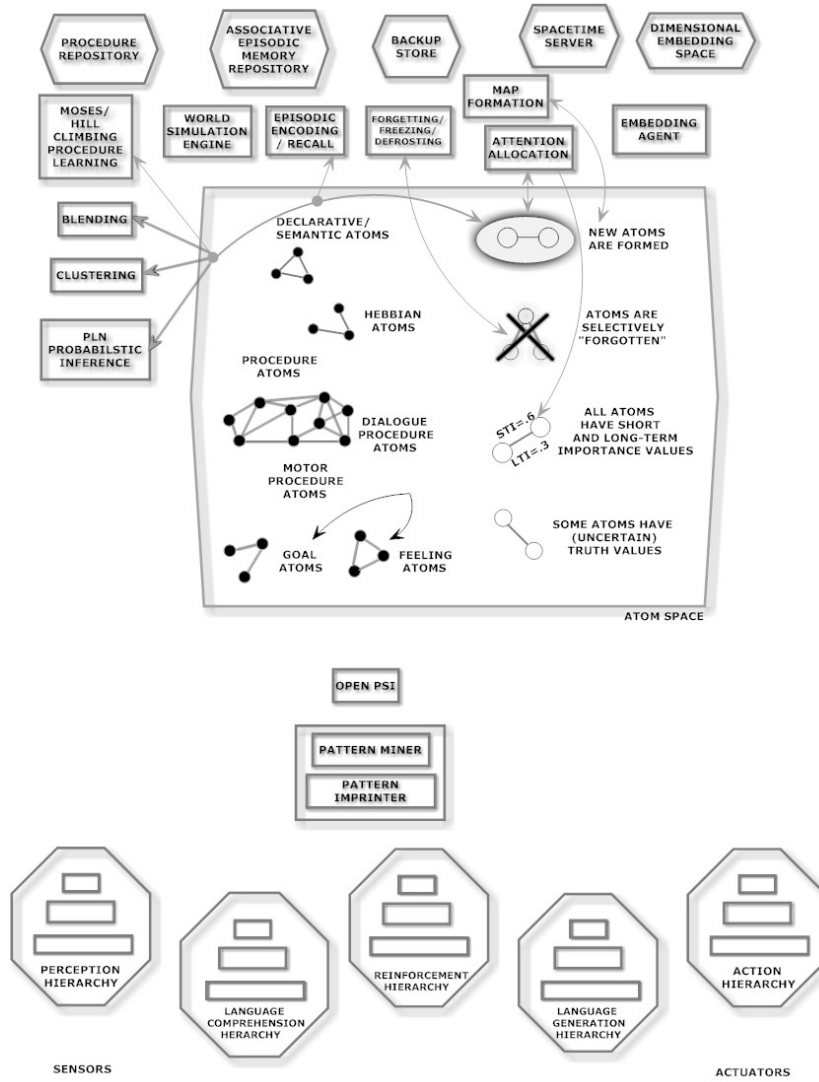 PROCEDURE
REPOSITORY
ASSOCIATIVE
EPISODIC
MEMORY
REPOSITORY
BACKUP
STORE
SPACETIME
SERVER
DIMENSIONAL
EMBEDDING
SPACE
MOSES/
HILL
CLIMBING
PROCEDURE
LEARNING
WORLD
SIMULATION
ENGINE
EPISODIC
ENCODING
/ RECALL
FORGETTING/
FREEZING/
DEFROSTING
MAP
FORMATION
ATTENTION
ALLOCATION
EMBEDDING
AGENT
BLENDING
CLUSTERING
PLN
PROBABILSTIC
INFERENCE
DECLARATIVE/
SEMANTIC ATOMS
NEW ATOMS
ARE FORMED
HEBBIAN
ATOMS
ATOMS ARE
SELECTIVELY
"FORGOTTEN"
PROCEDURE
ATOMS
DIALOGUE
PROCEDURE
ATOMS
STI=.6
LTI=.3
ALL ATOMS
HAVE SHORT
AND LONG-TERM
IMPORTANCE VALUES
MOTOR
PROCEDURE
ATOMS
GOAL
ATOMS
FEELING
ATOMS
SOME ATOMS HAVE
(UNCERTAIN)
TRUTH VALUES
ATOM SPACE
OPEN PSI
PATTERN MINER
PATTERN
IMPRINTER
PERCEPTION
HIERARCHY
LANGUAGE
COMPREHENSION
HERARCHY
REINFORCEMENT
HIERARCHY
LANGUAGE
GENERATION
HIERARCHY
ACTION
HIERARCHY
SENSORS
ACTUATORS